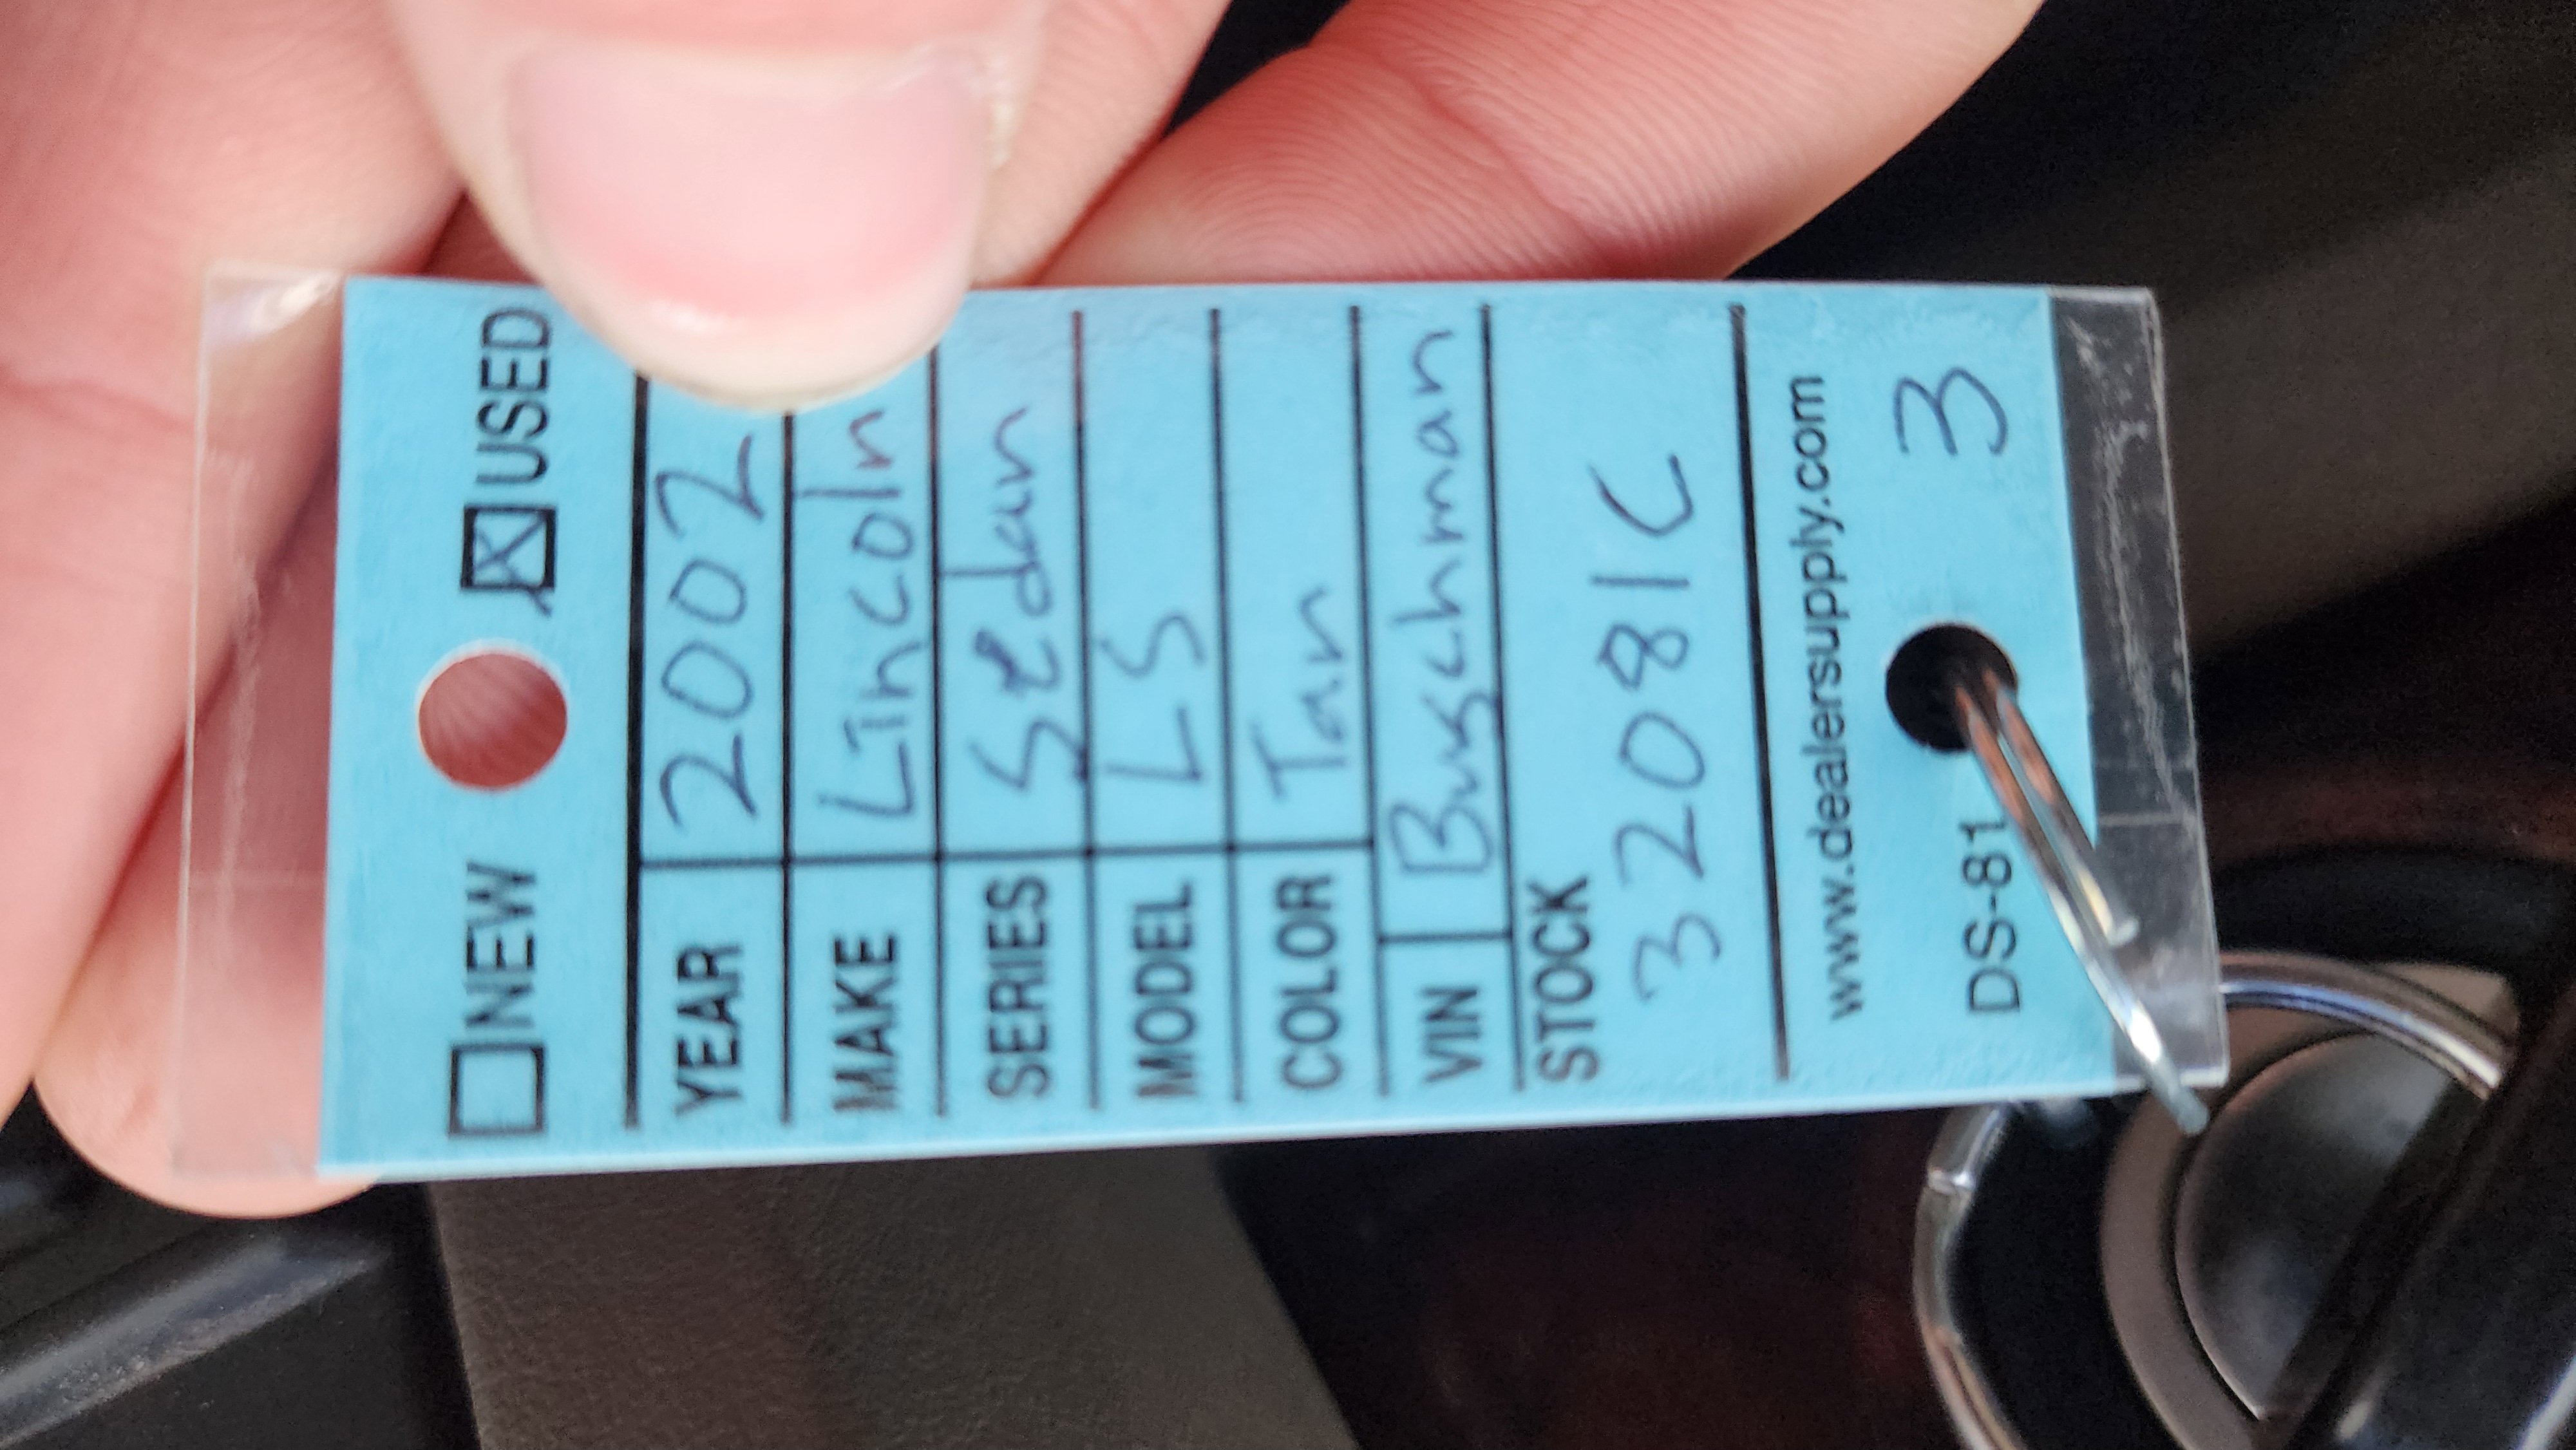 NEW USED
YEAR 2002
MAKE Lincoln
SERIES Sedan
MODEL LS
COLOR Tan
VIN Buschman
STOCK
32081C
www.dealersupply.com
DS-81 3